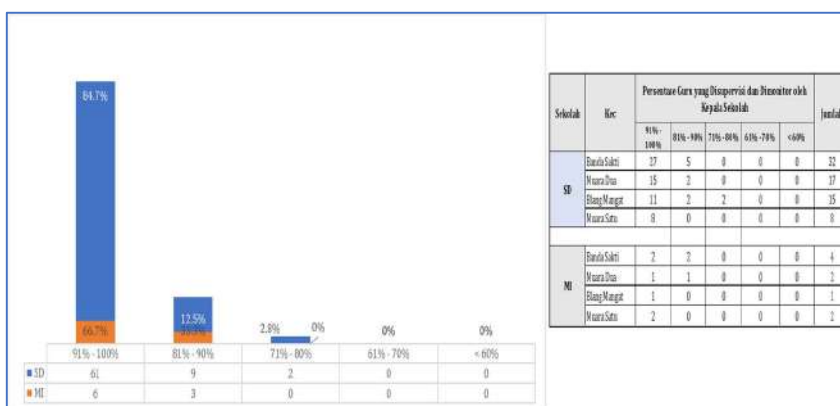 84.7%
66.7%
12.5%
33.3%
2.8%
0%
0%
0%
91% - 100%
81% - 90%
71% - 80%
61% - 70%
< 60%
SD 61 9 2 0 0
MI 6 3 0 0 0
Sekolah Kec Persentase Guru yang Disupervisi dan Dimonitor oleh
Kepala Sekolah Jumlah
91% - 100% 81% - 90% 71% - 80% 61% - 70% <60%
SD
Banda Sakti 27 5 0 0 0 32
Muara Dua 15 2 0 0 0 17
Blang Mangat 11 2 2 0 0 15
Muara Satu 8 0 0 0 0 8
MI
Banda Sakti 2 2 0 0 0 4
Muara Dua 1 1 0 0 0 2
Blang Mangat 1 0 0 0 0 1
Muara Satu 2 0 0 0 0 2